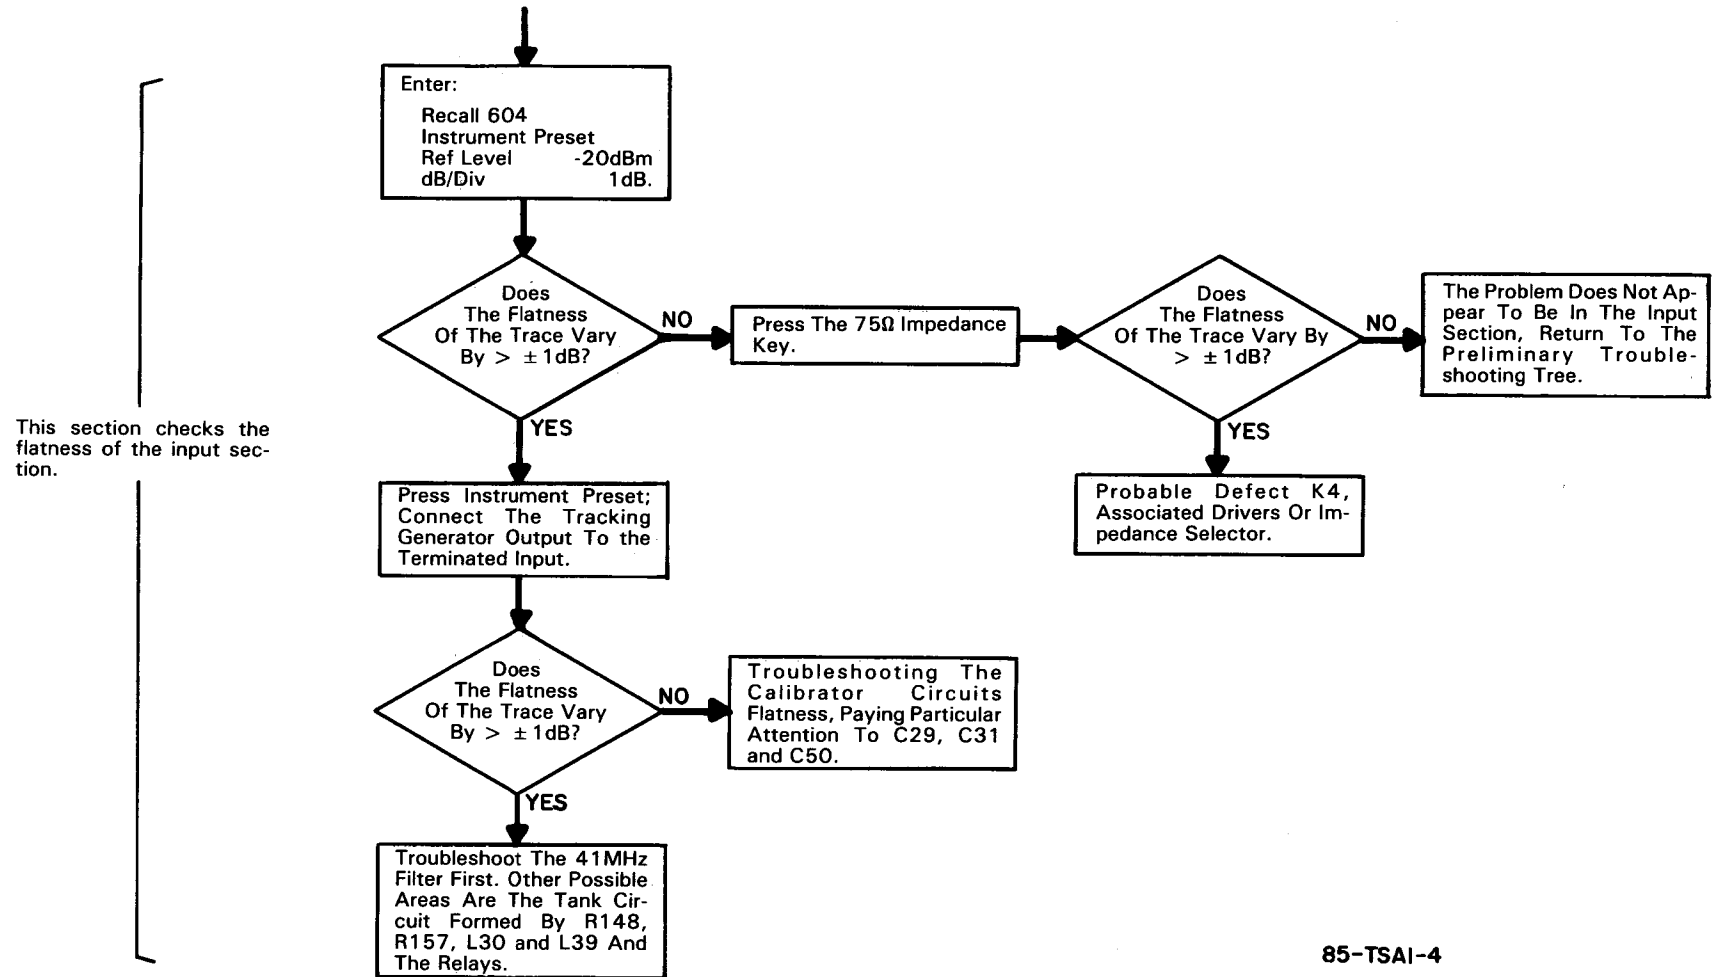 Enter:
Recall 604
Instrument Preset
Ref Level -20dBm
dB/Div 1dB.
Does
The Flatness
Of The Trace Vary
By > ±1dB?
NO
Press The 75Ω Impedance
Key.
Does
The Flatness
Of The Trace Vary By
> ±1dB?
NO
The Problem Does Not Ap-
pear To Be In The Input
Section, Return To The
Preliminary Trouble-
shooting Tree.
YES
YES
This section checks the
flatness of the input sec-
tion.
Probable Defect K4,
Associated Drivers Or Im-
pedance Selector.
Press Instrument Preset;
Connect The Tracking
Generator Output To the
Terminated Input.
Does
The Flatness
Of The Trace Vary
By > ±1dB?
NO
Troubleshooting The
Calibrator Circuits
Flatness, Paying Particular
Attention To C29, C31
and C50.
YES
Troubleshoot The 41MHz
Filter First. Other Possible
Areas Are The Tank Cir-
cuit Formed By R148,
R157, L30 and L39 And
The Relays.
85-TSAI-4